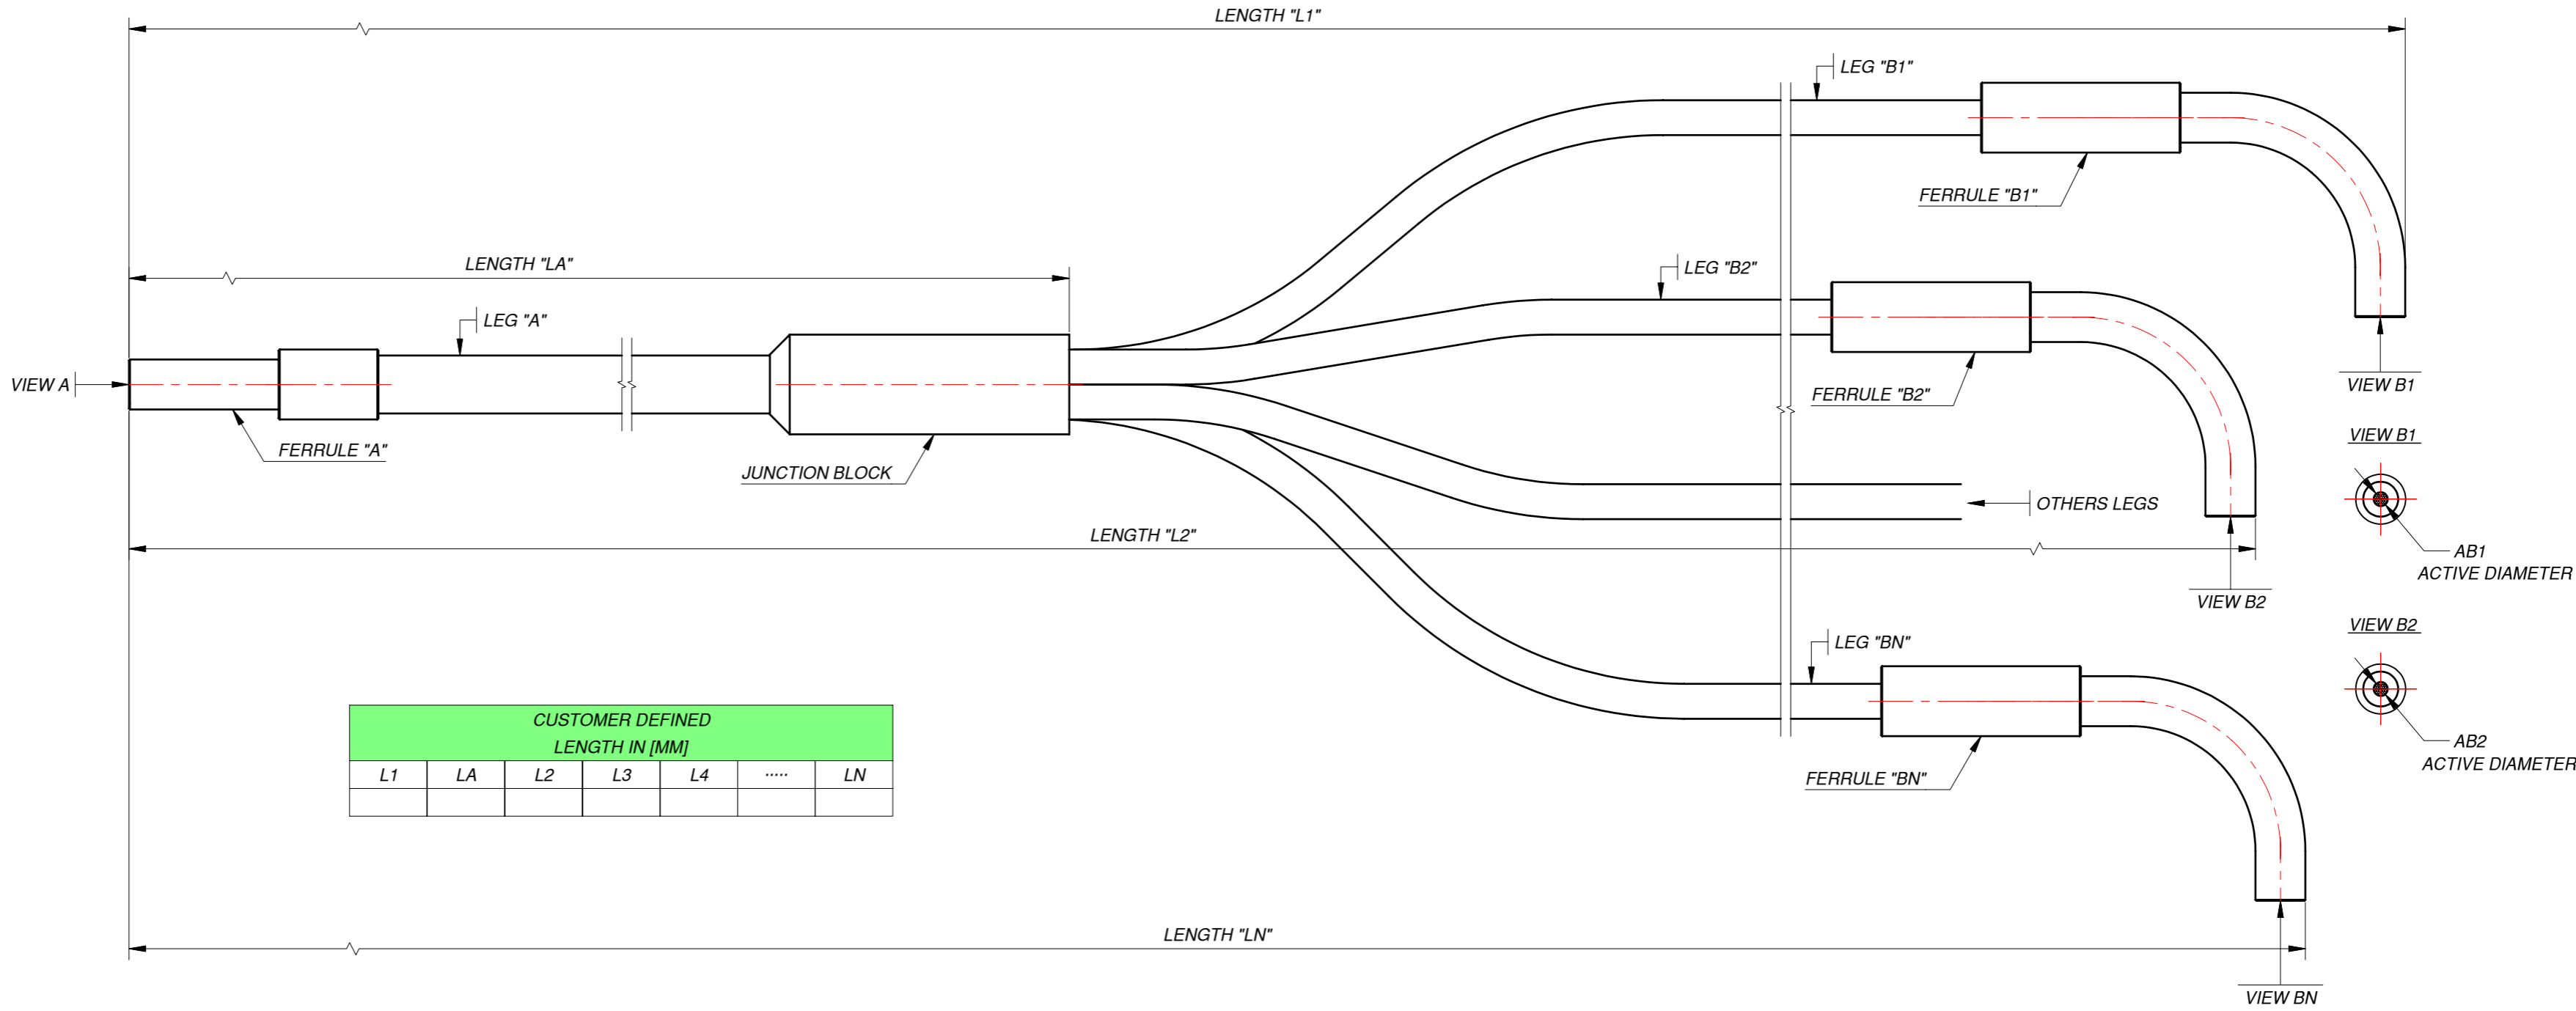 LENGTH "L1"
LEG "B1"
FERRULE "B1"
LENGTH "LA"
LEG "B2"
LEG "A"
VIEW A
VIEW B1
FERRULE "B2"
FERRULE "A"
VIEW B1
JUNCTION BLOCK
OTHERS LEGS
LENGTH "L2"
AB1
ACTIVE DIAMETER
VIEW B2
VIEW B2
LEG "BN"
CUSTOMER DEFINED
LENGTH IN [MM]
AB2
ACTIVE DIAMETER
L1 LA L2 L3 L4 ..... LN
FERRULE "BN"
LENGTH "LN"
VIEW BN